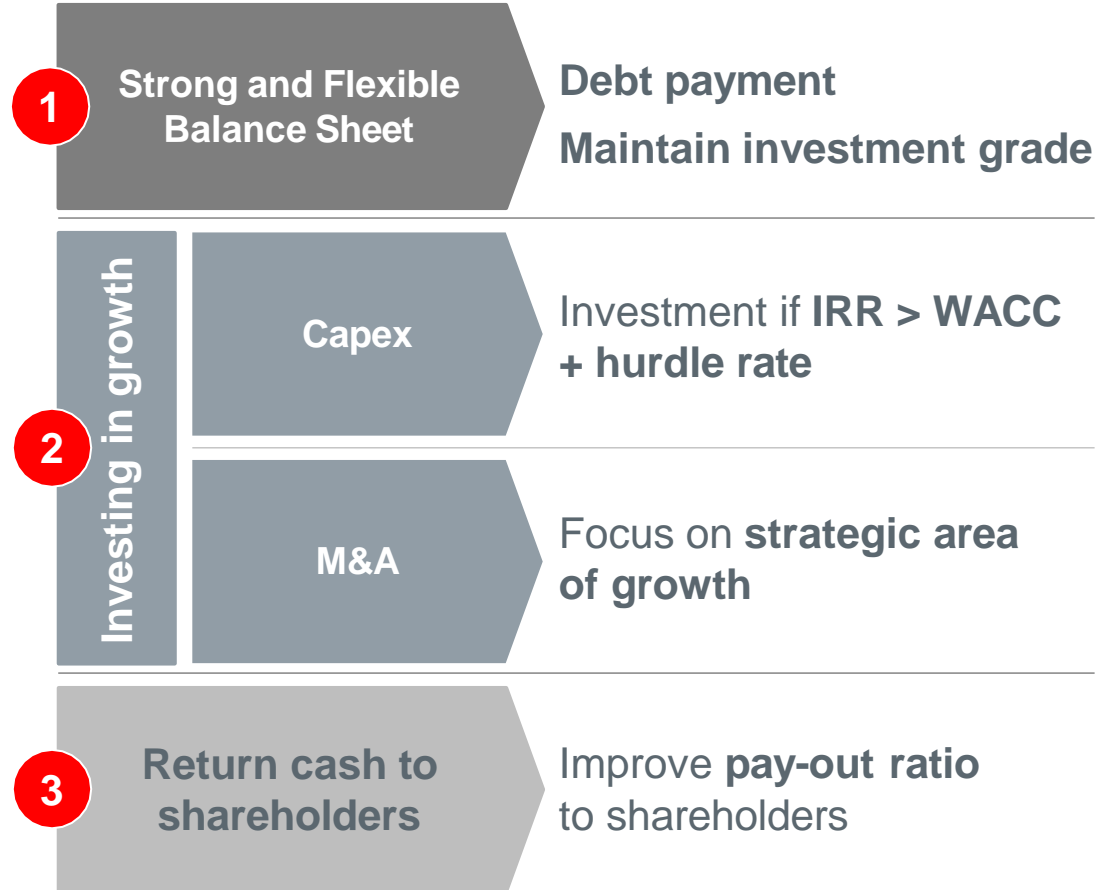 1
Strong and Flexible
Balance Sheet
Debt payment
Maintain investment grade
2
Investing in growth
Capex
Investment if IRR > WACC
+ hurdle rate
M&A
Focus on strategic area
of growth
3
Return cash to
shareholders
Improve pay-out ratio
to shareholders